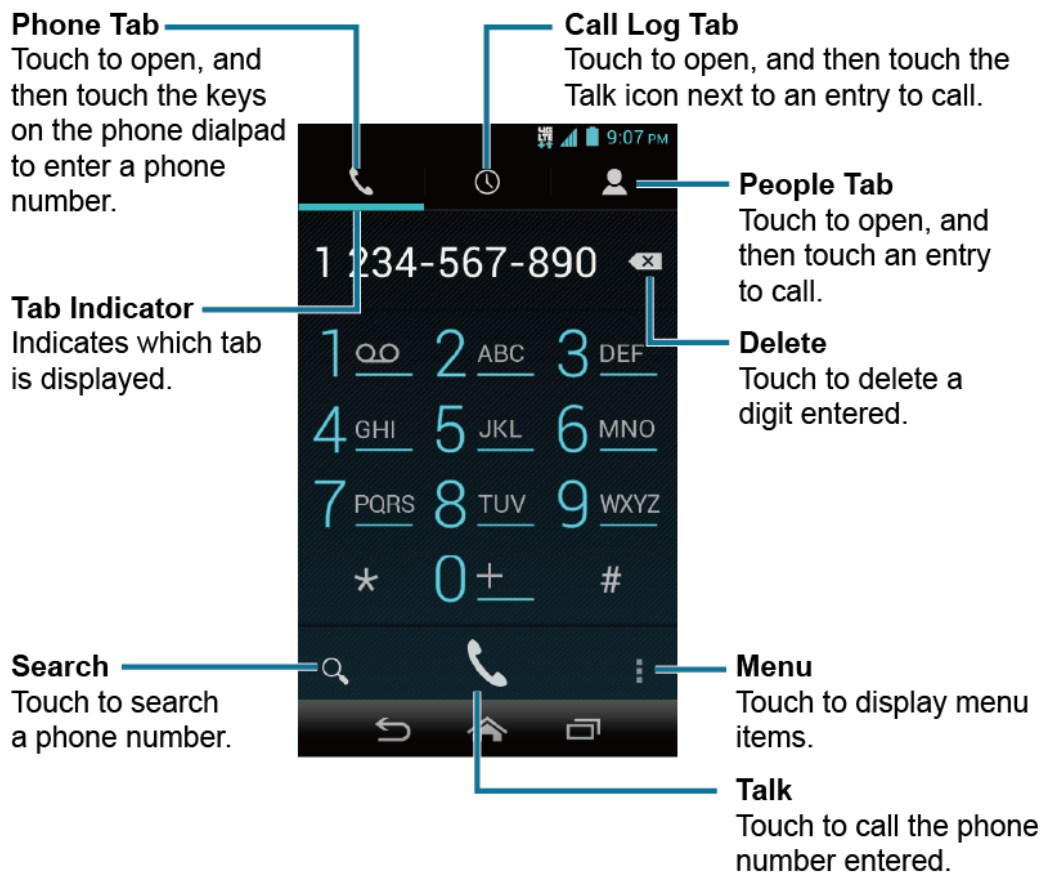 Phone Tab
Touch to open, and
then touch the keys
on the phone dialpad
to enter a phone
number.
Call Log Tab
Touch to open, and then touch the
Talk icon next to an entry to call.
4G
LTE
9:07 PM
People Tab
Touch to open, and
then touch an entry
to call.
1 234-567-890
Tab Indicator
Indicates which tab
is displayed.
Delete
Touch to delete a
digit entered.
1 2 ABC 3 DEF
4 GHI 5 JKL 6 MNO
7 PQRS 8 TUV 9 WXYZ
* 0 + #
Search
Touch to search
a phone number.
Menu
Touch to display menu
items.
Talk
Touch to call the phone
number entered.